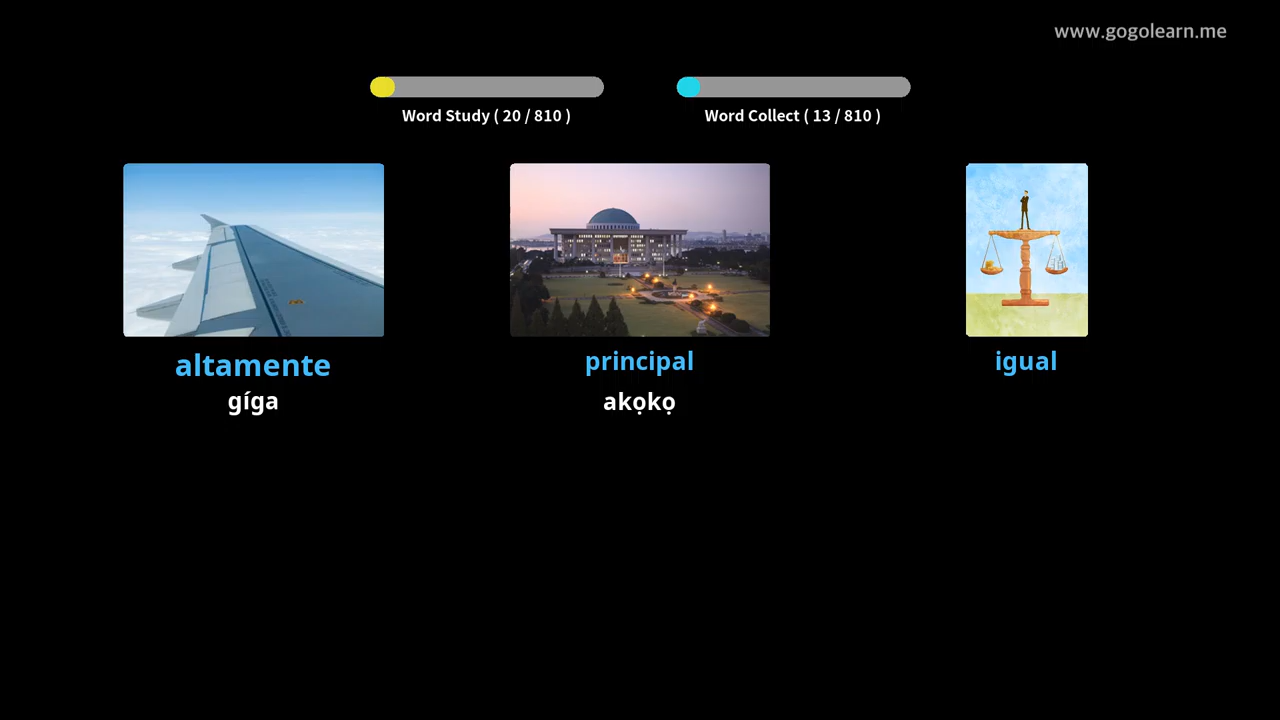 www.gogolearn.me
Word Study ( 20 / 810 )
Word Collect ( 13 / 810 )
altamente
gíga
principal
akọkọ
igual